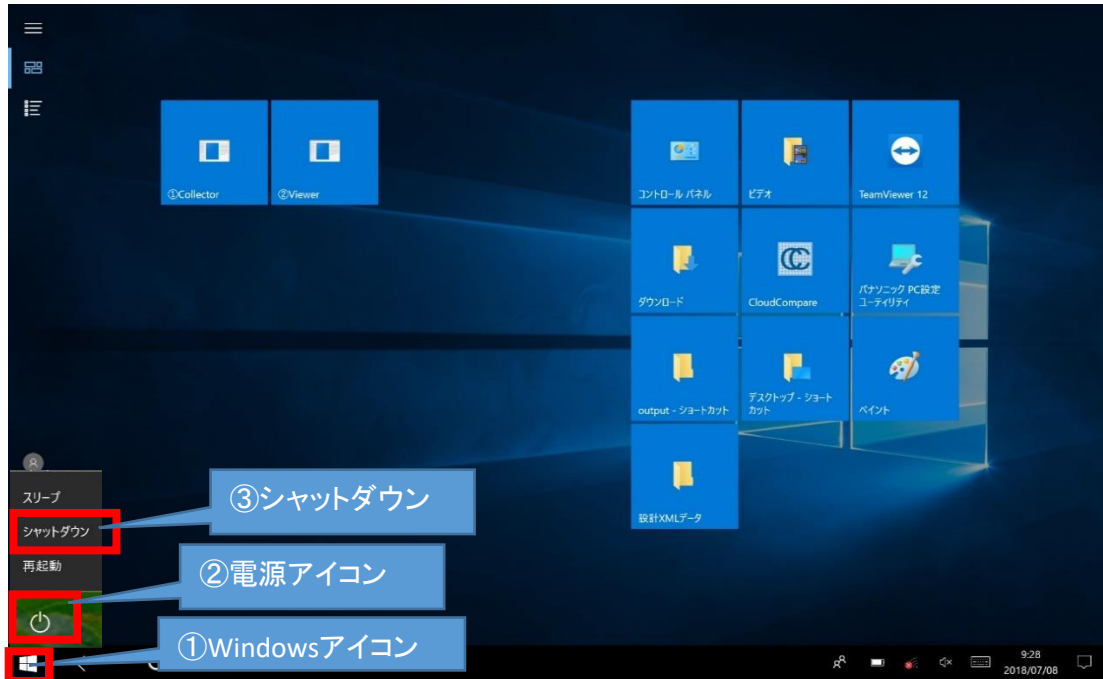 ①Collector
②Viewer
コントロール パネル
ビデオ
TeamViewer 12
ダウンロード
CloudCompare
パナソニック PC設定
ユーティリティ
output - ショートカット
デスクトップ - ショート
カット
ペイント
設計XMLデータ
スリープ
シャットダウン
再起動
③シャットダウン
②電源アイコン
①Windowsアイコン
9:28
2018/07/08